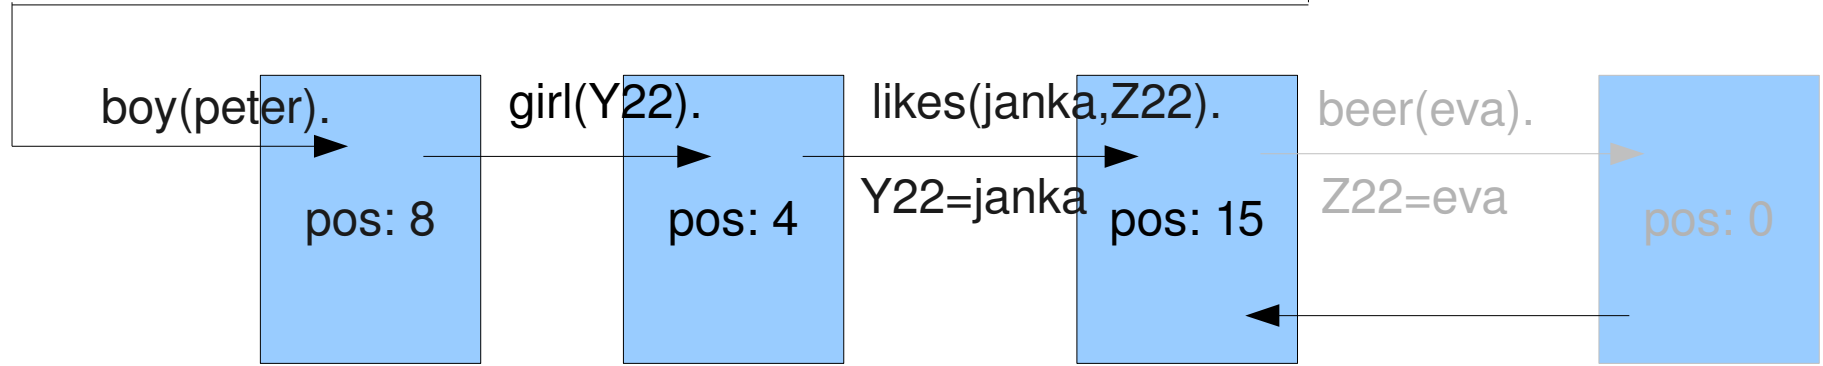 boy(peter).
girl(Y22).
likes(janka,Z22).
beer(eva).
Y22=janka
Z22=eva
pos: 8
pos: 4
pos: 15
pos: 0